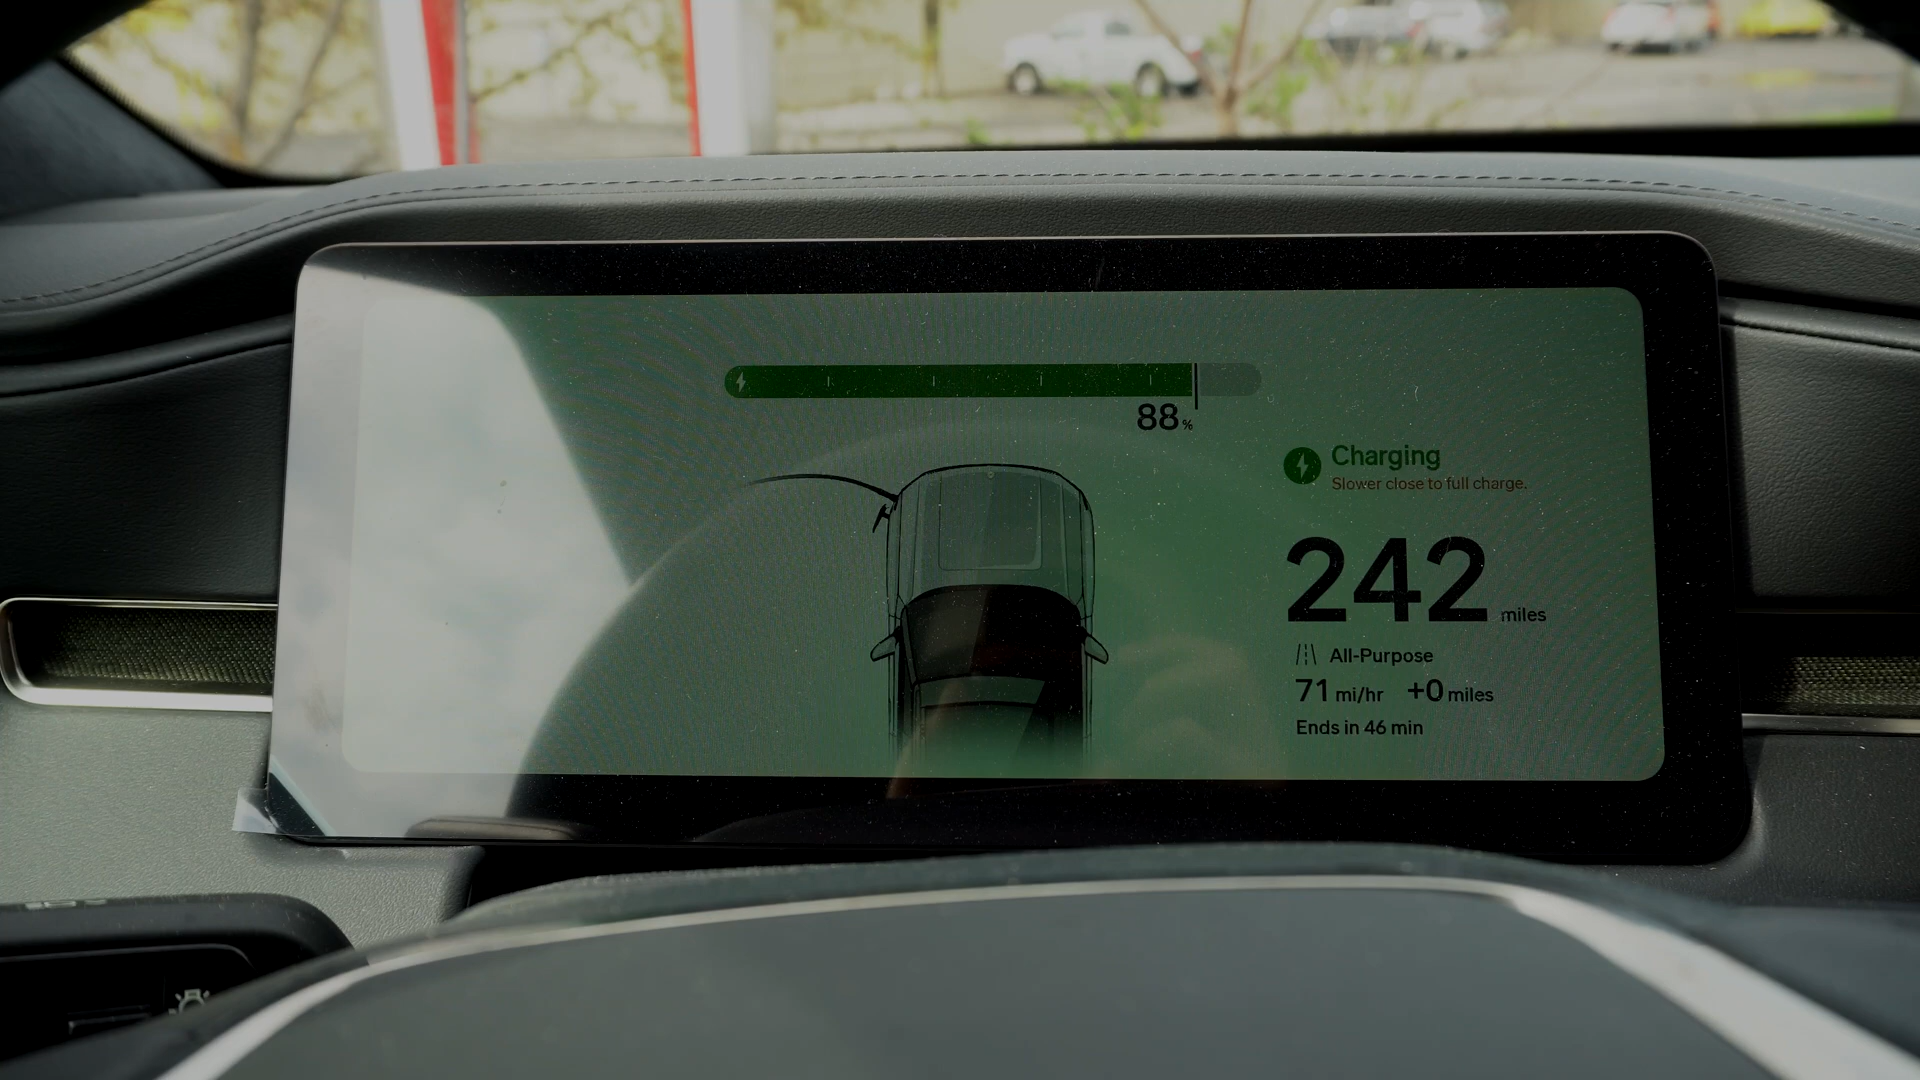 88%
Charging
Slower close to full charge.
242 miles
All-Purpose
71 mi/hr +0 miles
Ends in 46 min